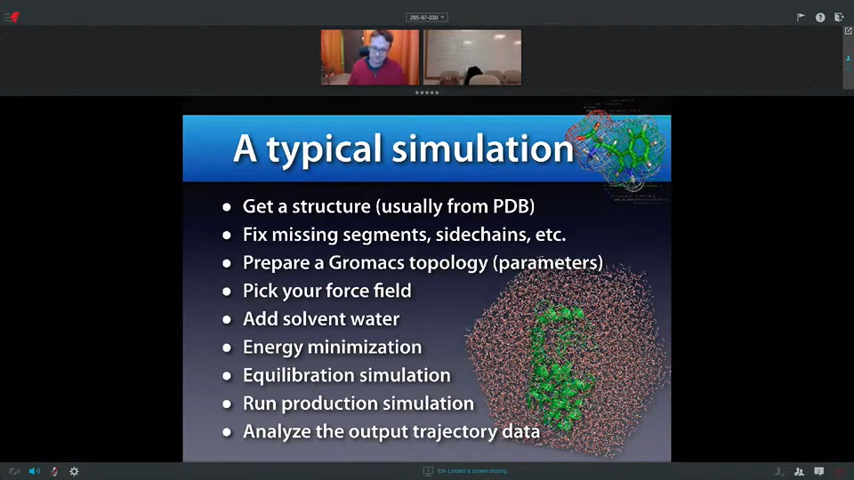 285-97-030
A typical simulation
Get a structure (usually from PDB)
Fix missing segments, sidechains, etc.
Prepare a Gromacs topology (parameters)
Pick your force field
Add solvent water
Energy minimization
Equilibration simulation
Run production simulation
Analyze the output trajectory data
Erik Lindahl's screen sharing